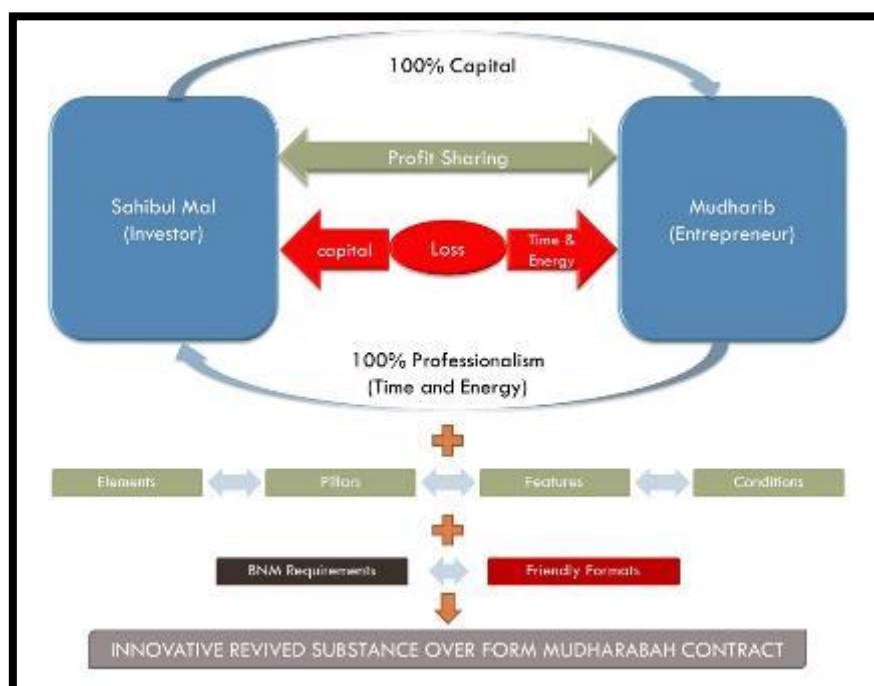 100% Capital
Sahibul Mal
(Investor)
Profit Sharing
Mudharib
(Entrepreneur)
capital
Loss
Time &
Energy
100% Professionalism
(Time and Energy)
Elements
Pillars
Features
Conditions
BNM Requirements
Friendly Formats
INNOVATIVE REVIVED SUBSTANCE OVER FORM MUDHARABAH CONTRACT